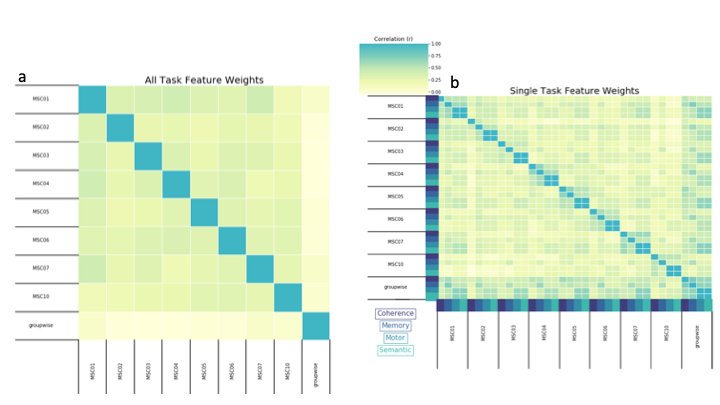 Correlation (r)
1.00
0.75
0.50
0.25
0.00
a
All Task Feature Weights
MSC01
MSC02
MSC03
MSC04
MSC05
MSC06
MSC07
MSC10
groupwise
MSC01
MSC02
MSC03
MSC04
MSC05
MSC06
MSC07
MSC10
groupwise
b
Single Task Feature Weights
MSC01
MSC02
MSC03
MSC04
MSC05
MSC06
MSC07
MSC10
groupwise
Coherence
Memory
Motor
Semantic
MSC01
MSC02
MSC03
MSC04
MSC05
MSC06
MSC07
MSC10
groupwise